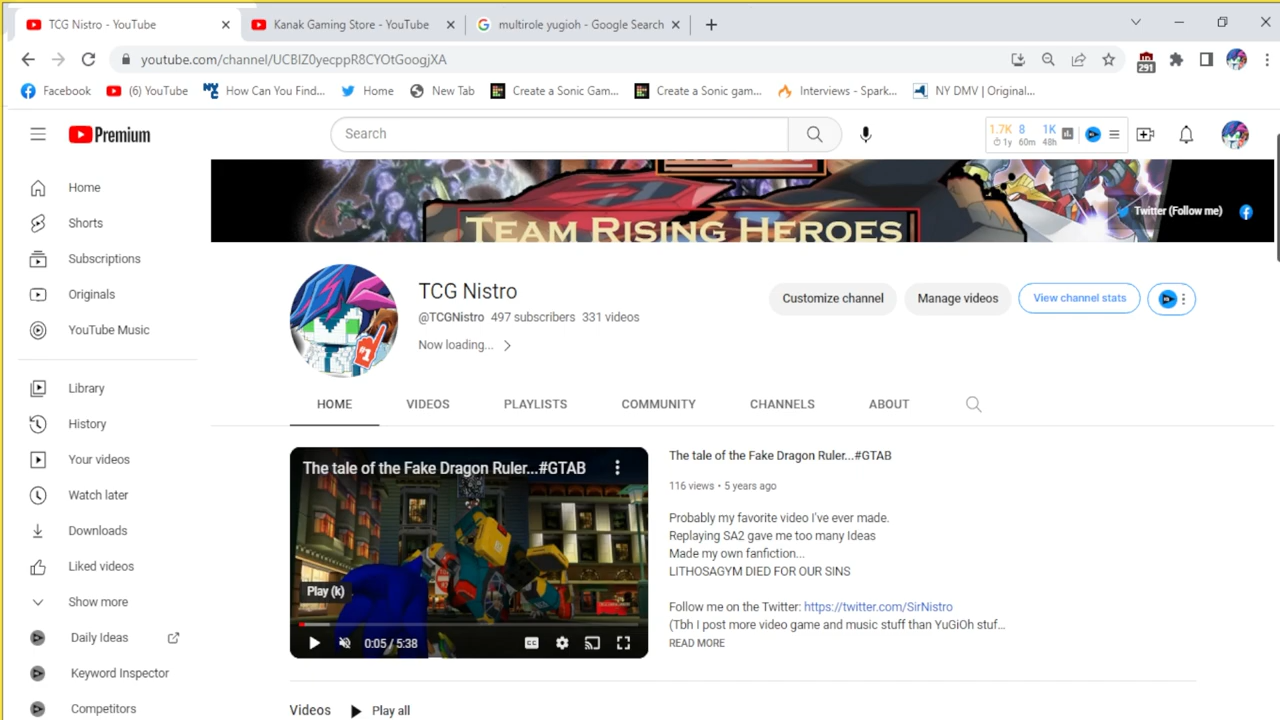 TCG Nistro - YouTube
Kanak Gaming Store - YouTube
multirole yugioh - Google Search
youtube.com/channel/UCBIZ0yecppR8CYOtGoogjXA
291
Facebook
(6) YouTube
How Can You Find...
Home
New Tab
Create a Sonic Gam...
Create a Sonic gam...
Interviews - Spark...
NY DMV | Original...
Premium
Search
1.7K 8 1K
1y 60m 48h
TEAM RISING HEROES
Twitter (Follow me)
Home
Shorts
Subscriptions
Originals
YouTube Music
Library
History
Your videos
Watch later
Downloads
Liked videos
Show more
Daily Ideas
Keyword Inspector
Competitors
#1
TCG Nistro
@TCGNistro 497 subscribers 331 videos
Now loading...
Customize channel
Manage videos
View channel stats
HOME
VIDEOS
PLAYLISTS
COMMUNITY
CHANNELS
ABOUT
The tale of the Fake Dragon Ruler...#GTAB
Play (k)
0:05 / 5:38
CC
The tale of the Fake Dragon Ruler...#GTAB
116 views • 5 years ago
Probably my favorite video I've ever made.
Replaying SA2 gave me too many Ideas
Made my own fanfiction...
LITHOSAGYM DIED FOR OUR SINS
Follow me on the Twitter: https://twitter.com/SirNistro
(Tbh I post more video game and music stuff than YuGiOh stuf...
READ MORE
Videos
Play all